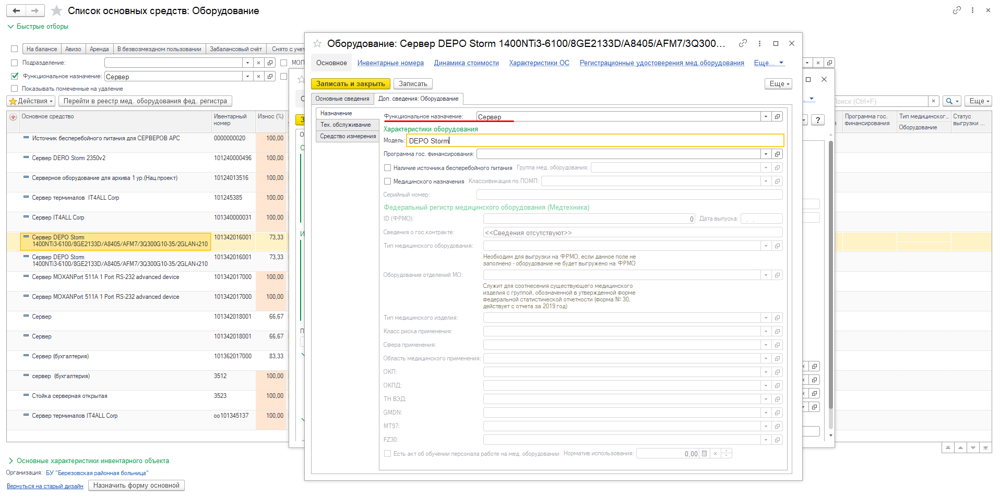 Список основных средств: Оборудование
Быстрые отборы
На балансе
Авизо
Аренда
В безвозмездном пользовании
Забалансовый счёт
Снято с учет
Подразделение:
МОЛ
Функциональное назначение:
Сервер
Показывать помеченные на удаление
Действия
Перейти в реестр мед. оборудования фед. регистра
Поиск (Ctrl+F)
Еще
Основное средство
Ивентарный номер
Износ (%)
Программа гос. финансирования
Тип медицинског...
Оборудование
Статус выгрузки ...
Источник бесперебойного питания для СЕРВЕРОВ APC 0000000020 100,00
Сервер DERO Storm 2350v2 101240000496 100,00
Серверное оборудование для архива 1 ур.(Нац.проект) 10124013516 100,00
Сервер терминалов IT4ALL Corp 101245385 100,00
Сервер IT4ALL Corp 101340000031 100,00
Сервер DEPO Storm 101342016001 73,33
1400NTi3-6100/8GE2133D/A8405/AFM7/3Q300G10-35/2GLAN-i210
Сервер DEPO Storm 101342016001 73,33
1400NTi3-6100/8GE2133D/A8405/AFM7/3Q300G10-35/2GLAN-i210
Сервер MOXANPort 511A 1 Port RS-232 advanced device 101342017000 100,00
Сервер MOXANPort 511A 1 Port RS-232 advanced device 101342017000 100,00
Сервер 101342018001 66,67
Сервер 101342018001 66,67
Сервер (бухгалтерия) 101362017000 83,33
сервер (бухгалтерия) 3512 100,00
Стойка серверная открытая 3523 100,00
Сервер терминалов IT4ALL Corp оо101345137 100,00
Основные характеристики инвентарного объекта
Организация: БУ "Березовская районная больница"
Вернуться на старый дизайн
Назначить форму основной
Оборудование: Сервер DEPO Storm 1400NTi3-6100/8GE2133D/A8405/AFM7/3Q300...
Основное
Инвентарные номера
Динамика стоимости
Характеристики ОС
Регистрационные удостоверения мед.оборудования
Еще...
Записать и закрыть
Записать
Еще
?
Основные сведения
Доп. сведения: Оборудование
Назначение
Тех. обслуживание
Средство измерения
Функциональное назначение: Сервер
Характеристики оборудования
Модель: DEPO Storm
Программа гос. финансирования:
Наличие источника бесперебойного питания
Группа мед. оборудования:
Медицинского назначения
Классификация по ПОМП:
Серийный номер:
Федеральный регистр медицинского оборудования (Медтехника)
ID (ФРМО): 0
Дата выпуска: . .
Сведения о гос.контракте: <<Сведения отсутствуют>>
Тип медицинского оборудования:
Необходим для выгрузки на ФРМО, если данное поле не
заполнено - оборудование не будет выгружено на ФРМО
Оборудование отделений МО:
Служит для соотнесения существующего медицинского
изделия с группой, обозначенной в утвержденной форме
федеральной статистической отчетности (форма № 30,
действует с отчета за 2019 год)
Тип медицинского изделия:
Класс риска применения:
Сфера применения:
Область медицинского применения:
ОКП:
ОКПД:
ТН ВЭД:
GMDN:
MT97:
FZ30:
Есть акт об обучении персонала работе на мед. оборудовании
Норматив использования: 0,00